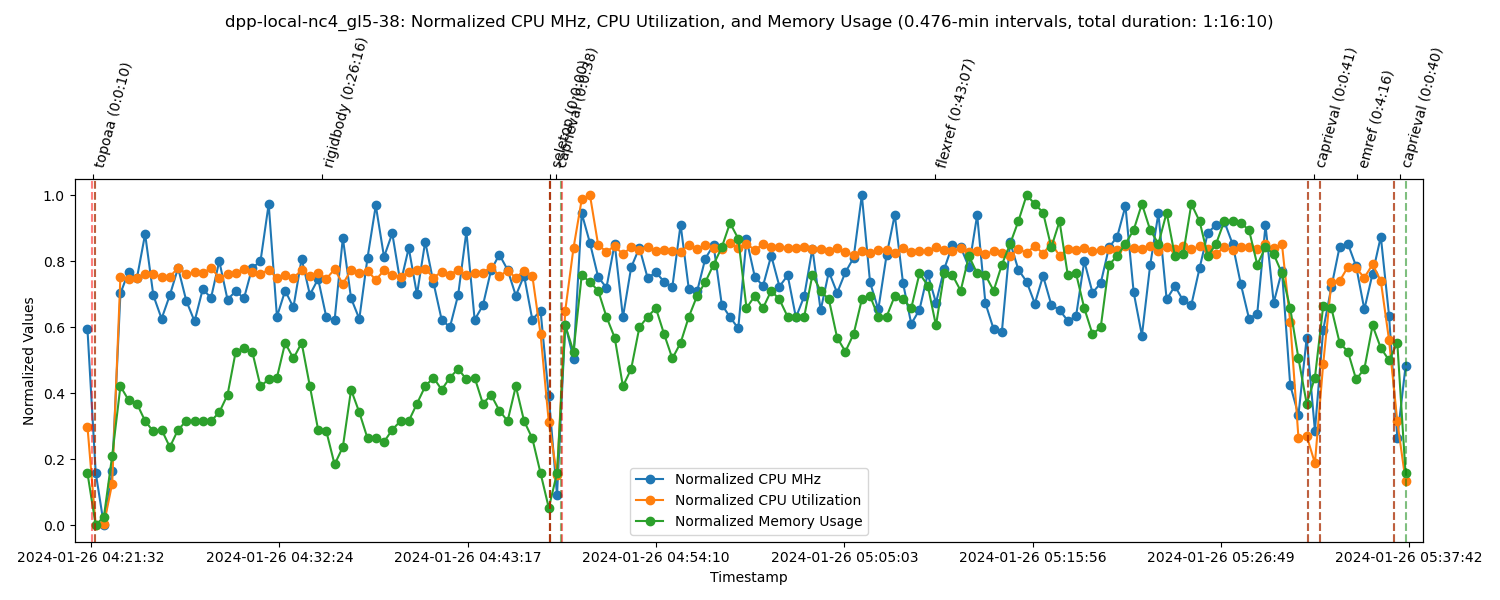 dpp-local-nc4_gl5-38: Normalized CPU MHz, CPU Utilization, and Memory Usage (0.476-min intervals, total duration: 1:16:10)
topoaa (0:0:10)
rigidbody (0:26:16)
seletop (0:0:00)
caprieval (0:0:38)
flexref (0:43:07)
caprieval (0:0:41)
emref (0:4:16)
caprieval (0:0:40)
Normalized Values
1.0
0.8
0.6
0.4
0.2
0.0
Normalized CPU MHz
Normalized CPU Utilization
Normalized Memory Usage
2024-01-26 04:21:32
2024-01-26 04:32:24
2024-01-26 04:43:17
2024-01-26 04:54:10
2024-01-26 05:05:03
2024-01-26 05:15:56
2024-01-26 05:26:49
2024-01-26 05:37:42
Timestamp